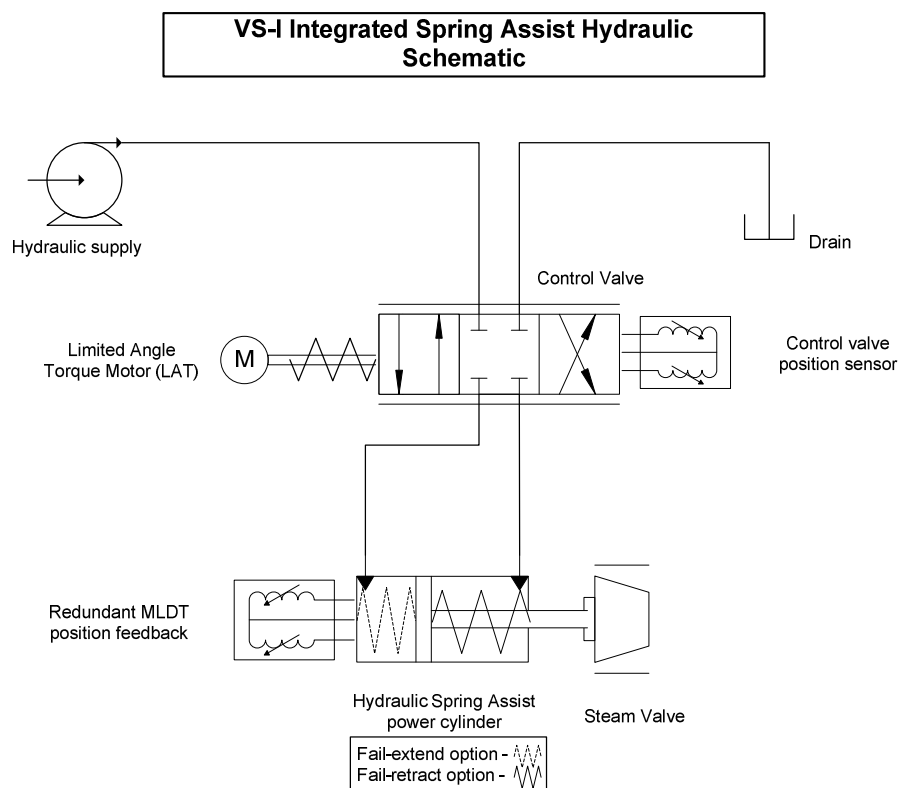 VS-I Integrated Spring Assist Hydraulic
Schematic
Hydraulic supply
Drain
Control Valve
Limited Angle
Torque Motor (LAT)
M
Control valve
position sensor
Redundant MLDT
position feedback
Hydraulic Spring Assist
power cylinder
Steam Valve
Fail-extend option -
Fail-retract option -